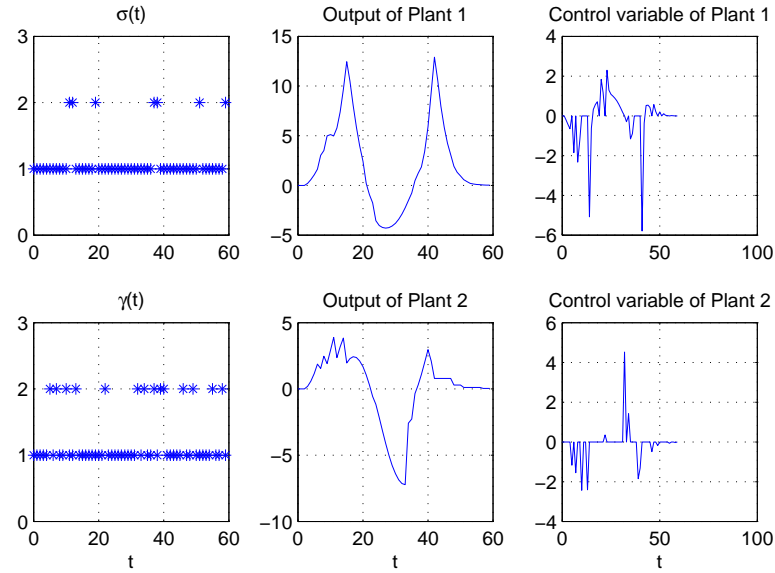 σ(t)
Output of Plant 1
Control variable of Plant 1
3
2
1
0
0 20 40 60
15
10
5
0
−5
0 20 40 60
4
2
0
−2
−4
−6
0 50 100
γ(t)
Output of Plant 2
Control variable of Plant 2
3
2
1
0
0 20 40 60
t
5
0
−5
−10
0 20 40 60
t
6
4
2
0
−2
−4
0 50 100
t